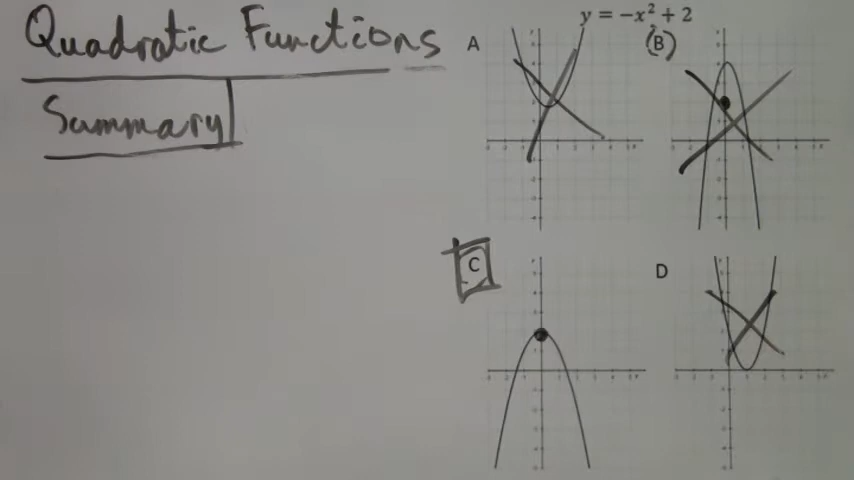 Quadratic Functions
Summary
y = −x² + 2
A
(B)
C
D